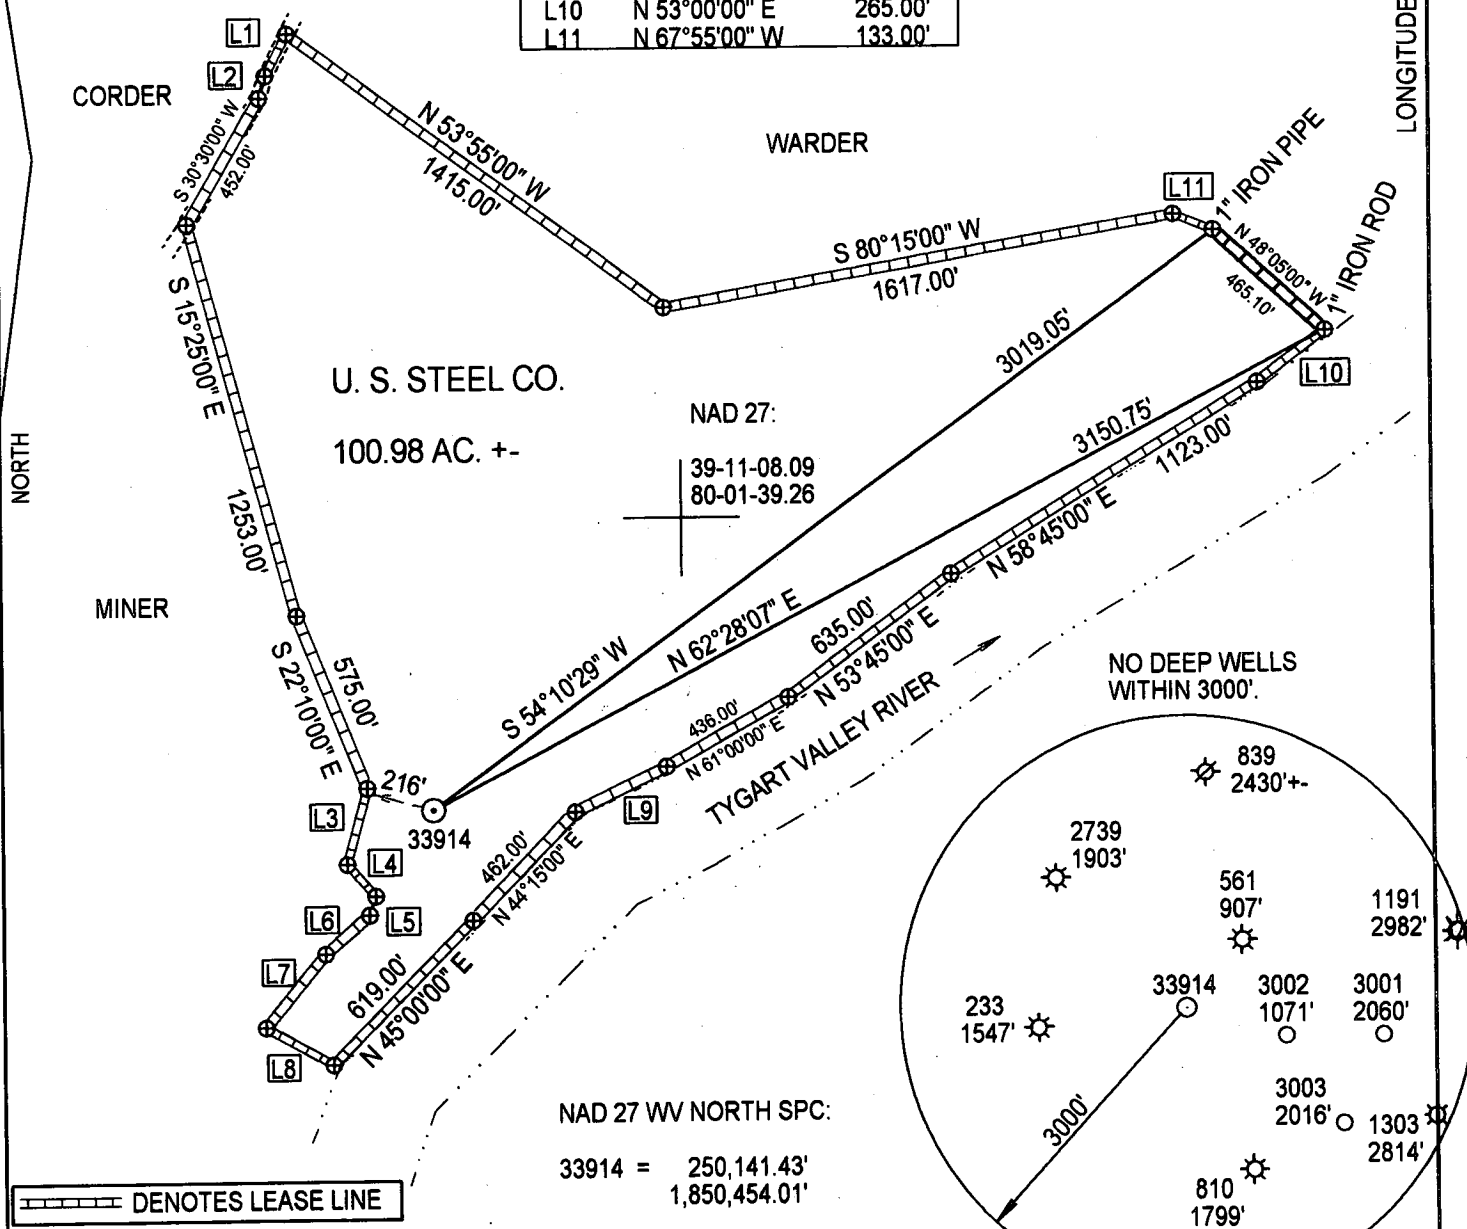 L10 N 53°00'00" E 265.00'
L11 N 67°55'00" W 133.00'
LONGITUDE
L1
L2
CORDER
S 30°30'00" W
452.00'
N 53°55'00" W
1415.00'
WARDER
L11
1" IRON PIPE
S 80°15'00" W
1617.00'
N 48°05'00" W
465.10'
1" IRON ROD
L10
S 15°25'00" E
1253.00'
U. S. STEEL CO.
100.98 AC. +-
NAD 27:
39-11-08.09
80-01-39.26
3019.05'
3150.75'
1123.00'
N 58°45'00" E
NORTH
MINER
S 22°10'00" E
575.00'
S 54°10'29" W
N 62°28'07" E
635.00'
N 53°45'00" E
436.00'
N 61°00'00" E
TYGART VALLEY RIVER
216'
33914
L3
L4
L5
L6
L7
L8
L9
462.00'
N 44°15'00" E
619.00'
N 45°00'00" E
NO DEEP WELLS
WITHIN 3000'.
839
2430'+-
2739
1903'
561
907'
1191
2982'
33914
3002
1071'
3001
2060'
233
1547'
3003
2016'
1303
2814'
3000'
810
1799'
NAD 27 WV NORTH SPC:
33914 = 250,141.43'
1,850,454.01'
DENOTES LEASE LINE